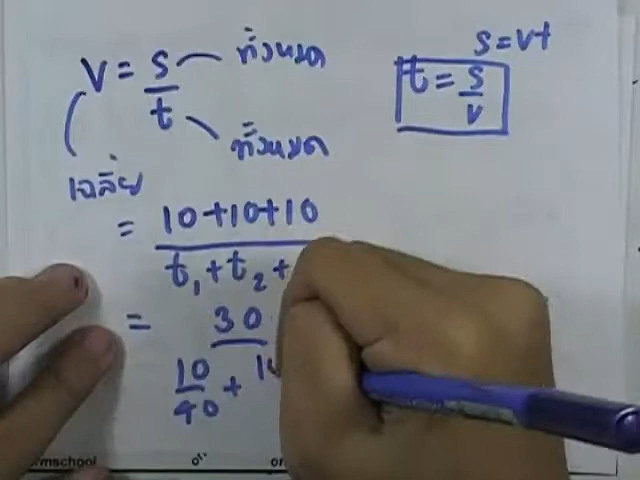 s = vt
v = s/t ทั้งหมด
t = s/v
ทั้งหมด
เฉลี่ย
= 10+10+10
t₁ + t₂ +
= 30
10/40 +
ormschool